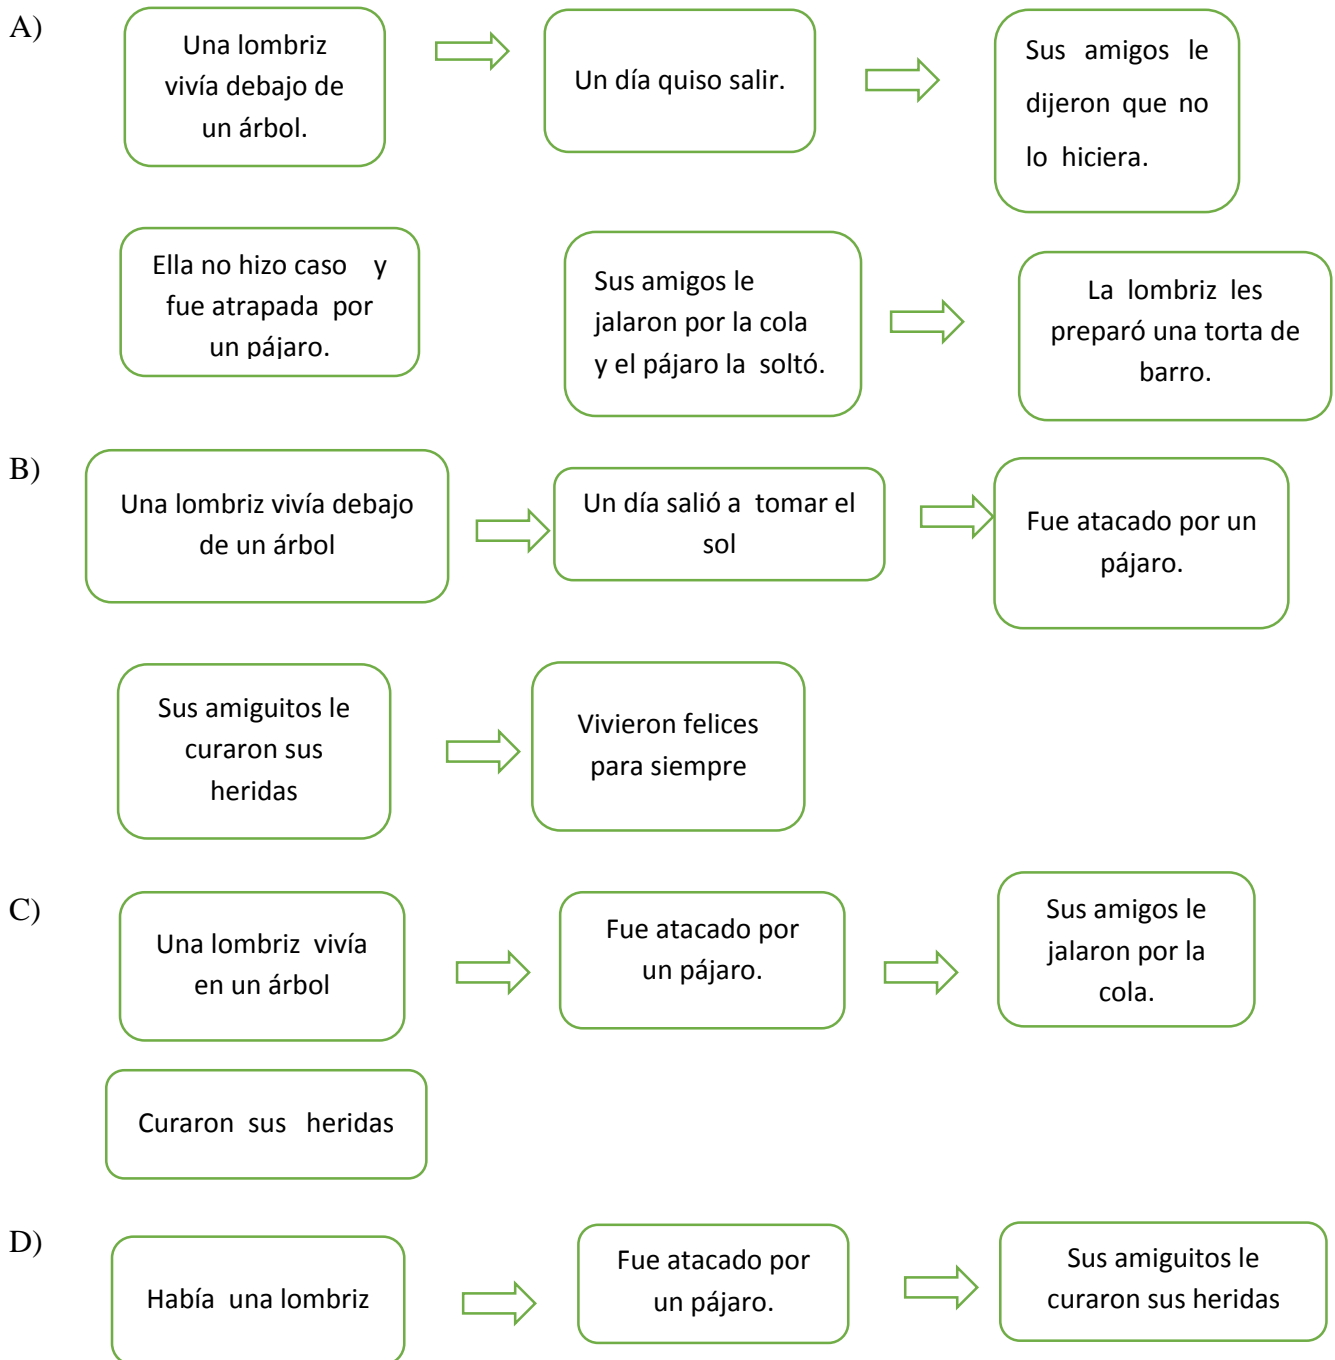 A)
Una lombriz
vivía debajo de
un árbol.
Un día quiso salir.
Sus amigos le
dijeron que no
lo hiciera.
Ella no hizo caso y
fue atrapada por
un pájaro.
Sus amigos le
jalaron por la cola
y el pájaro la soltó.
La lombriz les
preparó una torta de
barro.
B)
Una lombriz vivía debajo
de un árbol
Un día salió a tomar el
sol
Fue atacado por un
pájaro.
Sus amiguitos le
curaron sus
heridas
Vivieron felices
para siempre
C)
Una lombriz vivía
en un árbol
Fue atacado por
un pájaro.
Sus amigos le
jalaron por la
cola.
Curaron sus heridas
D)
Había una lombriz
Fue atacado por
un pájaro.
Sus amiguitos le
curaron sus heridas